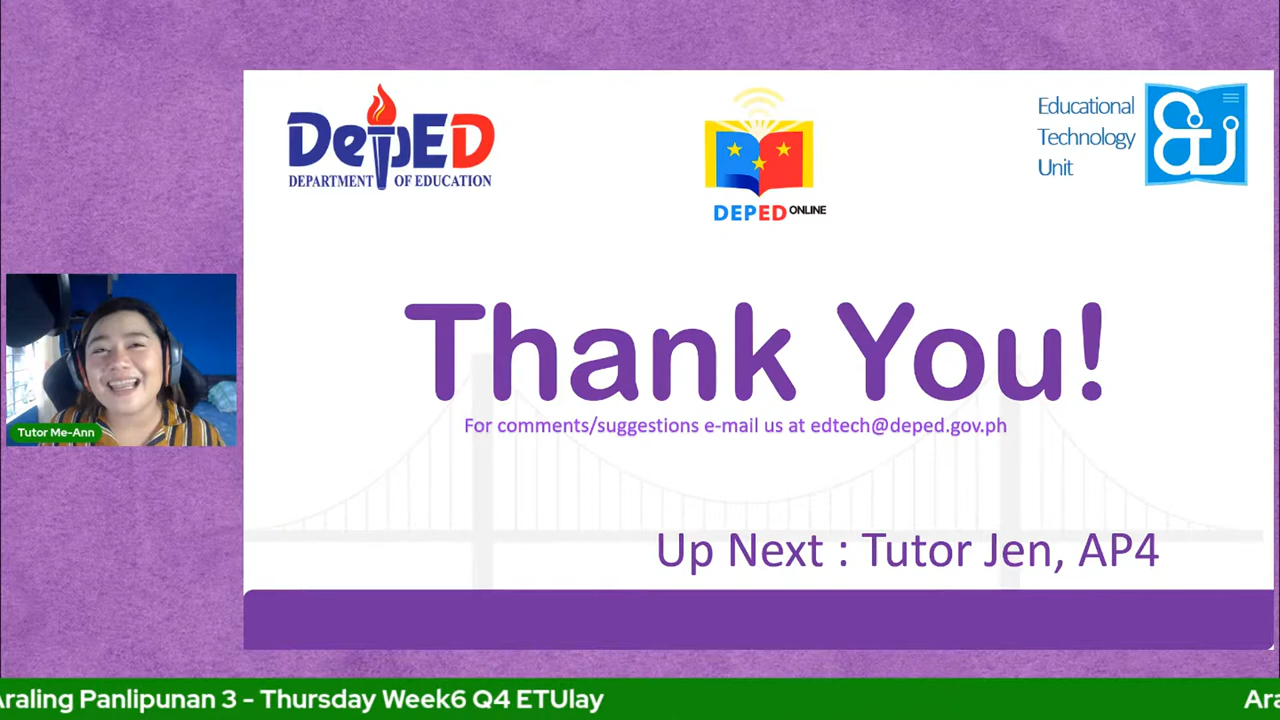 DepED
DEPARTMENT OF EDUCATION
DEPED ONLINE
Educational
Technology
Unit
Thank You!
For comments/suggestions e-mail us at edtech@deped.gov.ph
Tutor Me-Ann
Up Next : Tutor Jen, AP4
Araling Panlipunan 3 - Thursday Week6 Q4 ETUlay
Ara